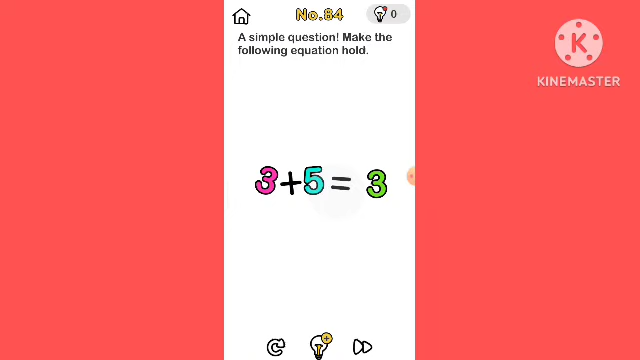 No.84
0
A simple question! Make the
following equation hold.
3+5= 3
K
KINEMASTER